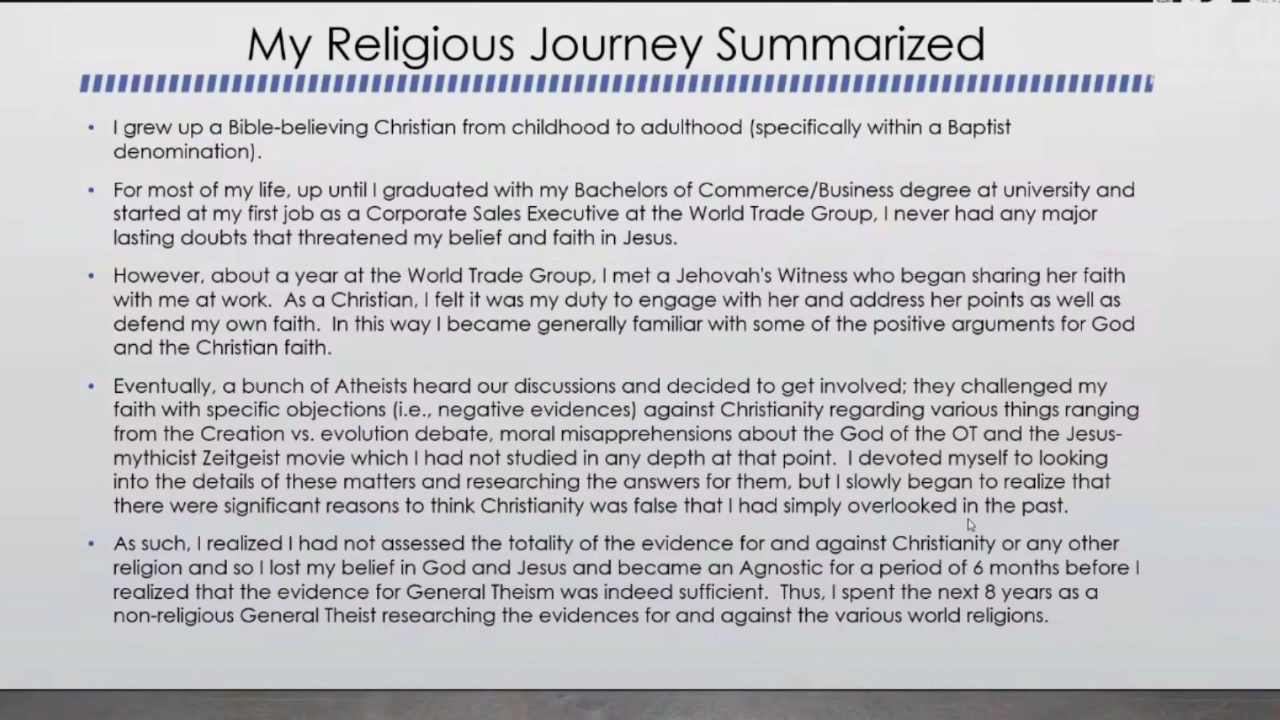 My Religious Journey Summarized
• I grew up a Bible-believing Christian from childhood to adulthood (specifically within a Baptist
denomination).
• For most of my life, up until I graduated with my Bachelors of Commerce/Business degree at university and
started at my first job as a Corporate Sales Executive at the World Trade Group, I never had any major
lasting doubts that threatened my belief and faith in Jesus.
• However, about a year at the World Trade Group, I met a Jehovah's Witness who began sharing her faith
with me at work. As a Christian, I felt it was my duty to engage with her and address her points as well as
defend my own faith. In this way I became generally familiar with some of the positive arguments for God
and the Christian faith.
• Eventually, a bunch of Atheists heard our discussions and decided to get involved; they challenged my
faith with specific objections (i.e., negative evidences) against Christianity regarding various things ranging
from the Creation vs. evolution debate, moral misapprehensions about the God of the OT and the Jesus-
mythicist Zeitgeist movie which I had not studied in any depth at that point. I devoted myself to looking
into the details of these matters and researching the answers for them, but I slowly began to realize that
there were significant reasons to think Christianity was false that I had simply overlooked in the past.
• As such, I realized I had not assessed the totality of the evidence for and against Christianity or any other
religion and so I lost my belief in God and Jesus and became an Agnostic for a period of 6 months before I
realized that the evidence for General Theism was indeed sufficient. Thus, I spent the next 8 years as a
non-religious General Theist researching the evidences for and against the various world religions.